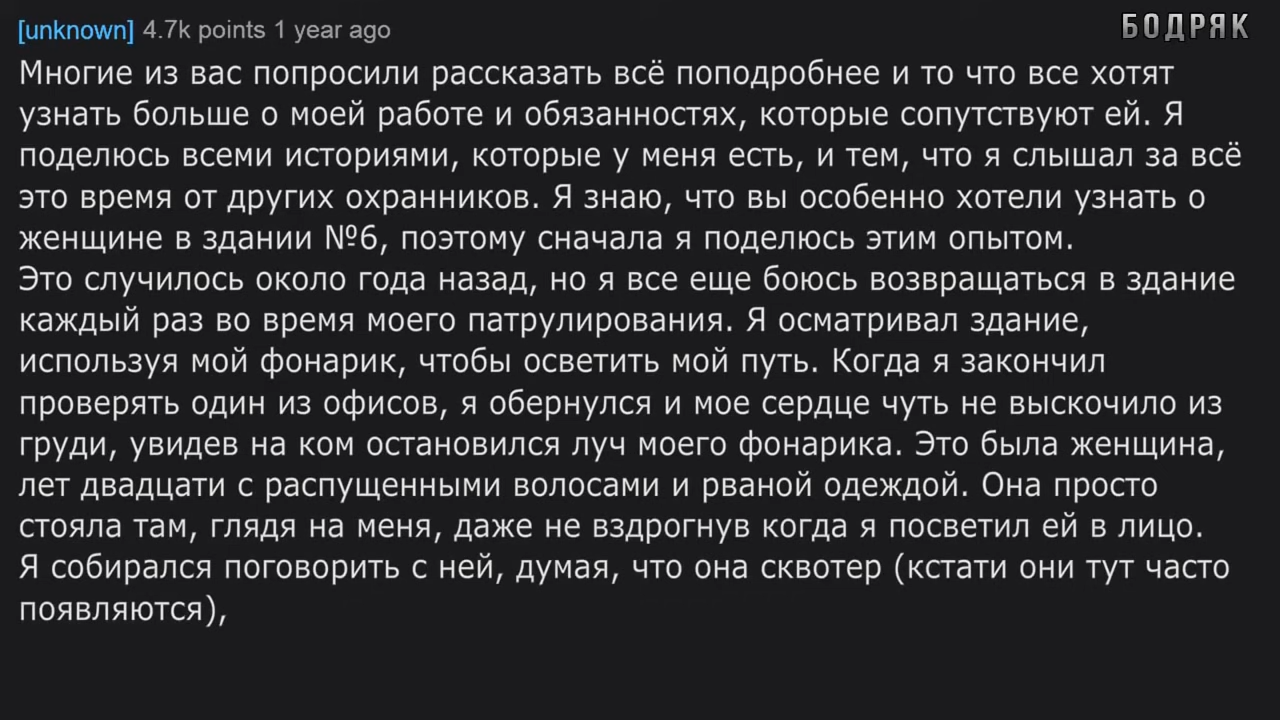 [unknown] 4.7k points 1 year ago
БОДРЯК
Многие из вас попросили рассказать всё поподробнее и то что все хотят
узнать больше о моей работе и обязанностях, которые сопутствуют ей. Я
поделюсь всеми историями, которые у меня есть, и тем, что я слышал за всё
это время от других охранников. Я знаю, что вы особенно хотели узнать о
женщине в здании №6, поэтому сначала я поделюсь этим опытом.
Это случилось около года назад, но я все еще боюсь возвращаться в здание
каждый раз во время моего патрулирования. Я осматривал здание,
используя мой фонарик, чтобы осветить мой путь. Когда я закончил
проверять один из офисов, я обернулся и мое сердце чуть не выскочило из
груди, увидев на ком остановился луч моего фонарика. Это была женщина,
лет двадцати с распущенными волосами и рваной одеждой. Она просто
стояла там, глядя на меня, даже не вздрогнув когда я посветил ей в лицо.
Я собирался поговорить с ней, думая, что она сквотер (кстати они тут часто
появляются),